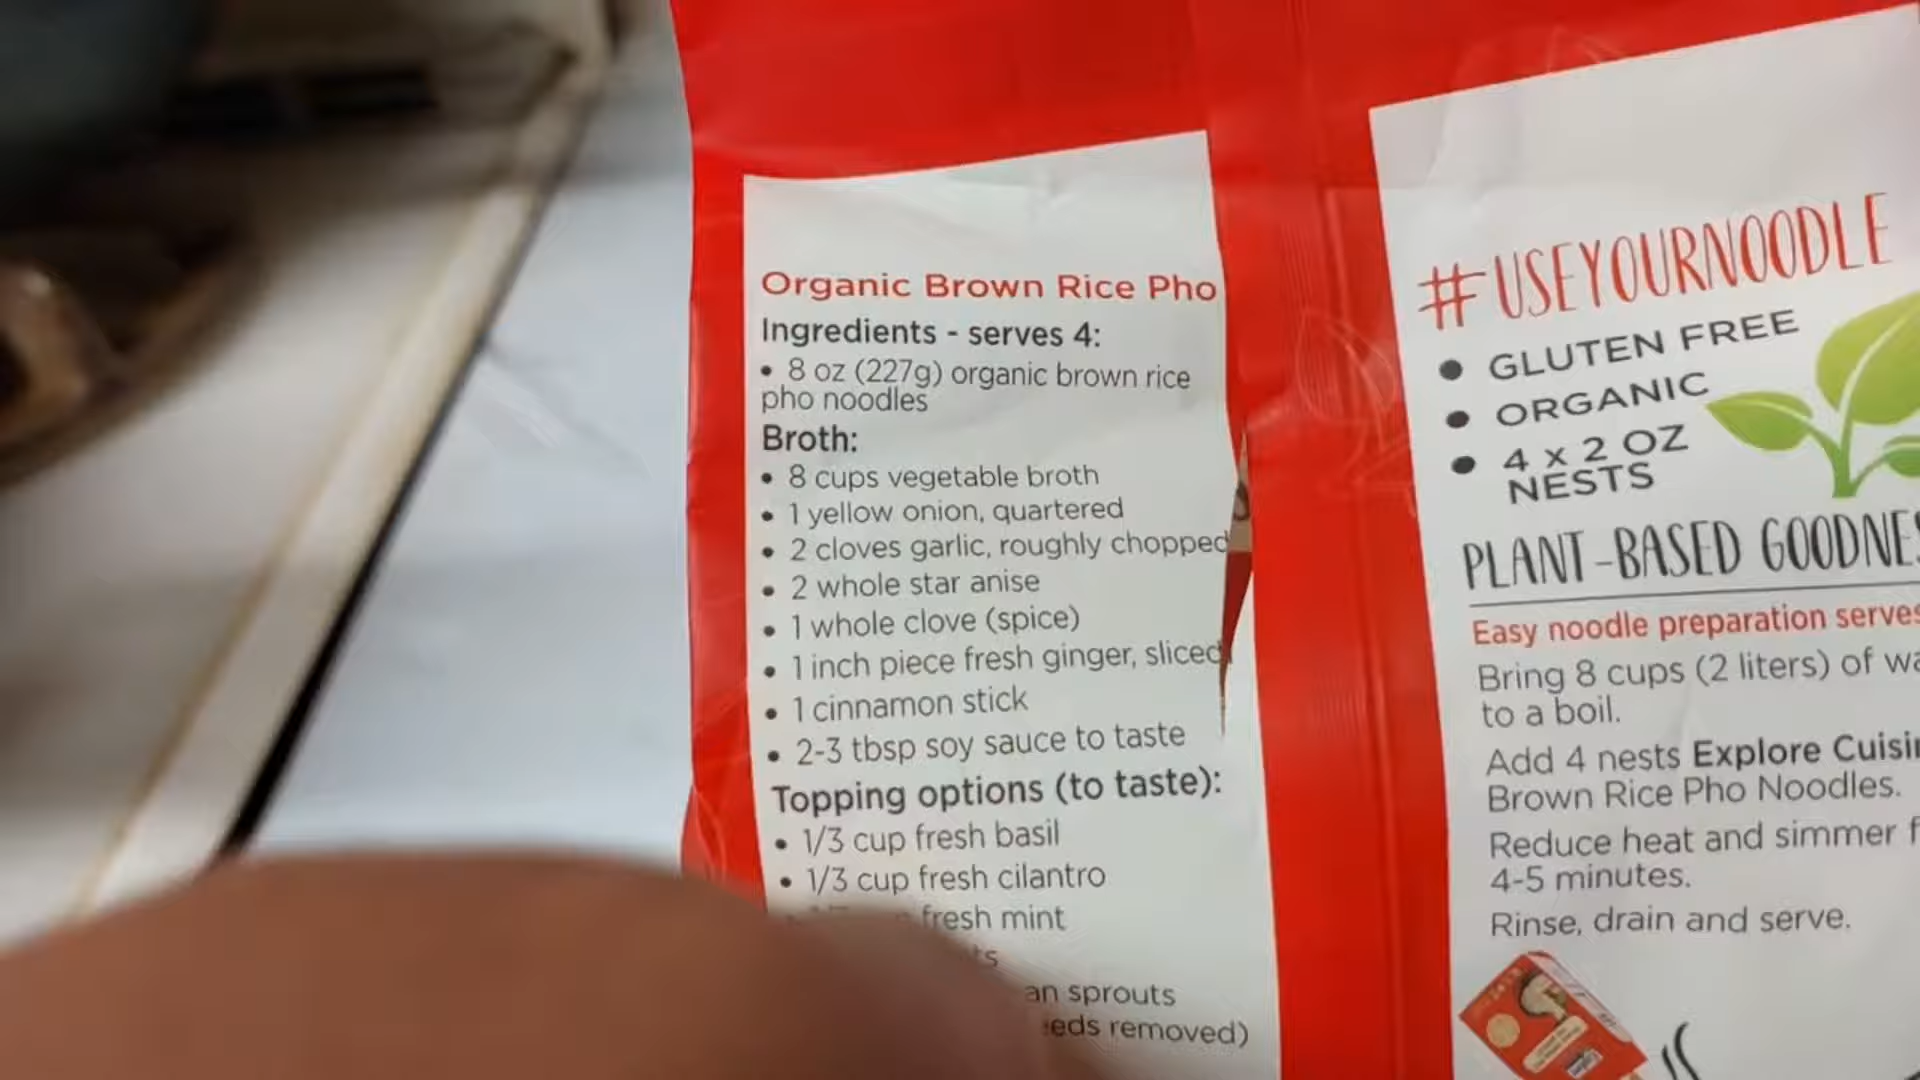 Organic Brown Rice Pho
Ingredients - serves 4:
• 8 oz (227g) organic brown rice
pho noodles
Broth:
• 8 cups vegetable broth
• 1 yellow onion, quartered
• 2 cloves garlic, roughly chopped
• 2 whole star anise
• 1 whole clove (spice)
• 1 inch piece fresh ginger, sliced
• 1 cinnamon stick
• 2-3 tbsp soy sauce to taste
Topping options (to taste):
• 1/3 cup fresh basil
• 1/3 cup fresh cilantro
fresh mint
sprouts
removed)
#USEYOURNOODLE
• GLUTEN FREE
• ORGANIC
• 4 x 2 OZ
NESTS
PLANT-BASED
Easy noodle preparation serves
Bring 8 cups (2 liters) of
to a boil.
Add 4 nests Explore
Brown Rice Pho Noodles.
Reduce heat and simmer
4-5 minutes.
Rinse, drain and serve.